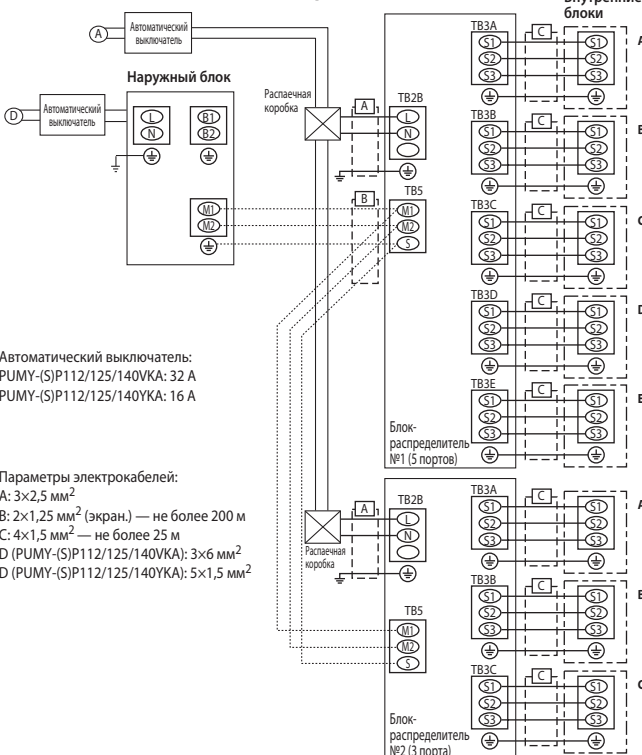 Внутренние
блоки
A
Автоматический
выключатель
Наружный блок
D
Автоматический
выключатель
L
N
B1
B2
M1
M2
Распаечная
коробка
A
TB2B
L
N
B
TB5
M1
M2
S
TB3A
S1
S2
S3
C
S1
S2
S3
A
TB3B
S1
S2
S3
C
S1
S2
S3
B
TB3C
S1
S2
S3
C
S1
S2
S3
TB3D
S1
S2
S3
C
S1
S2
S3
D
TB3E
S1
S2
S3
C
S1
S2
S3
Блок-
распределитель
№1 (5 портов)
Автоматический выключатель:
PUMY-(S)P112/125/140VKA: 32 А
PUMY-(S)P112/125/140YKA: 16 А
Параметры электрокабелей:
A: 3×2,5 мм²
B: 2×1,25 мм² (экран.) — не более 200 м
C: 4×1,5 мм² — не более 25 м
D (PUMY-(S)P112/125/140VKA): 3×6 мм²
D (PUMY-(S)P112/125/140YKA): 5×1,5 мм²
Распаечная
коробка
A
TB2B
L
N
TB5
M1
M2
S
TB3A
S1
S2
S3
C
S1
S2
S3
A
TB3B
S1
S2
S3
C
S1
S2
S3
B
TB3C
S1
S2
S3
C
S1
S2
S3
Блок-
распределитель
№2 (3 порта)